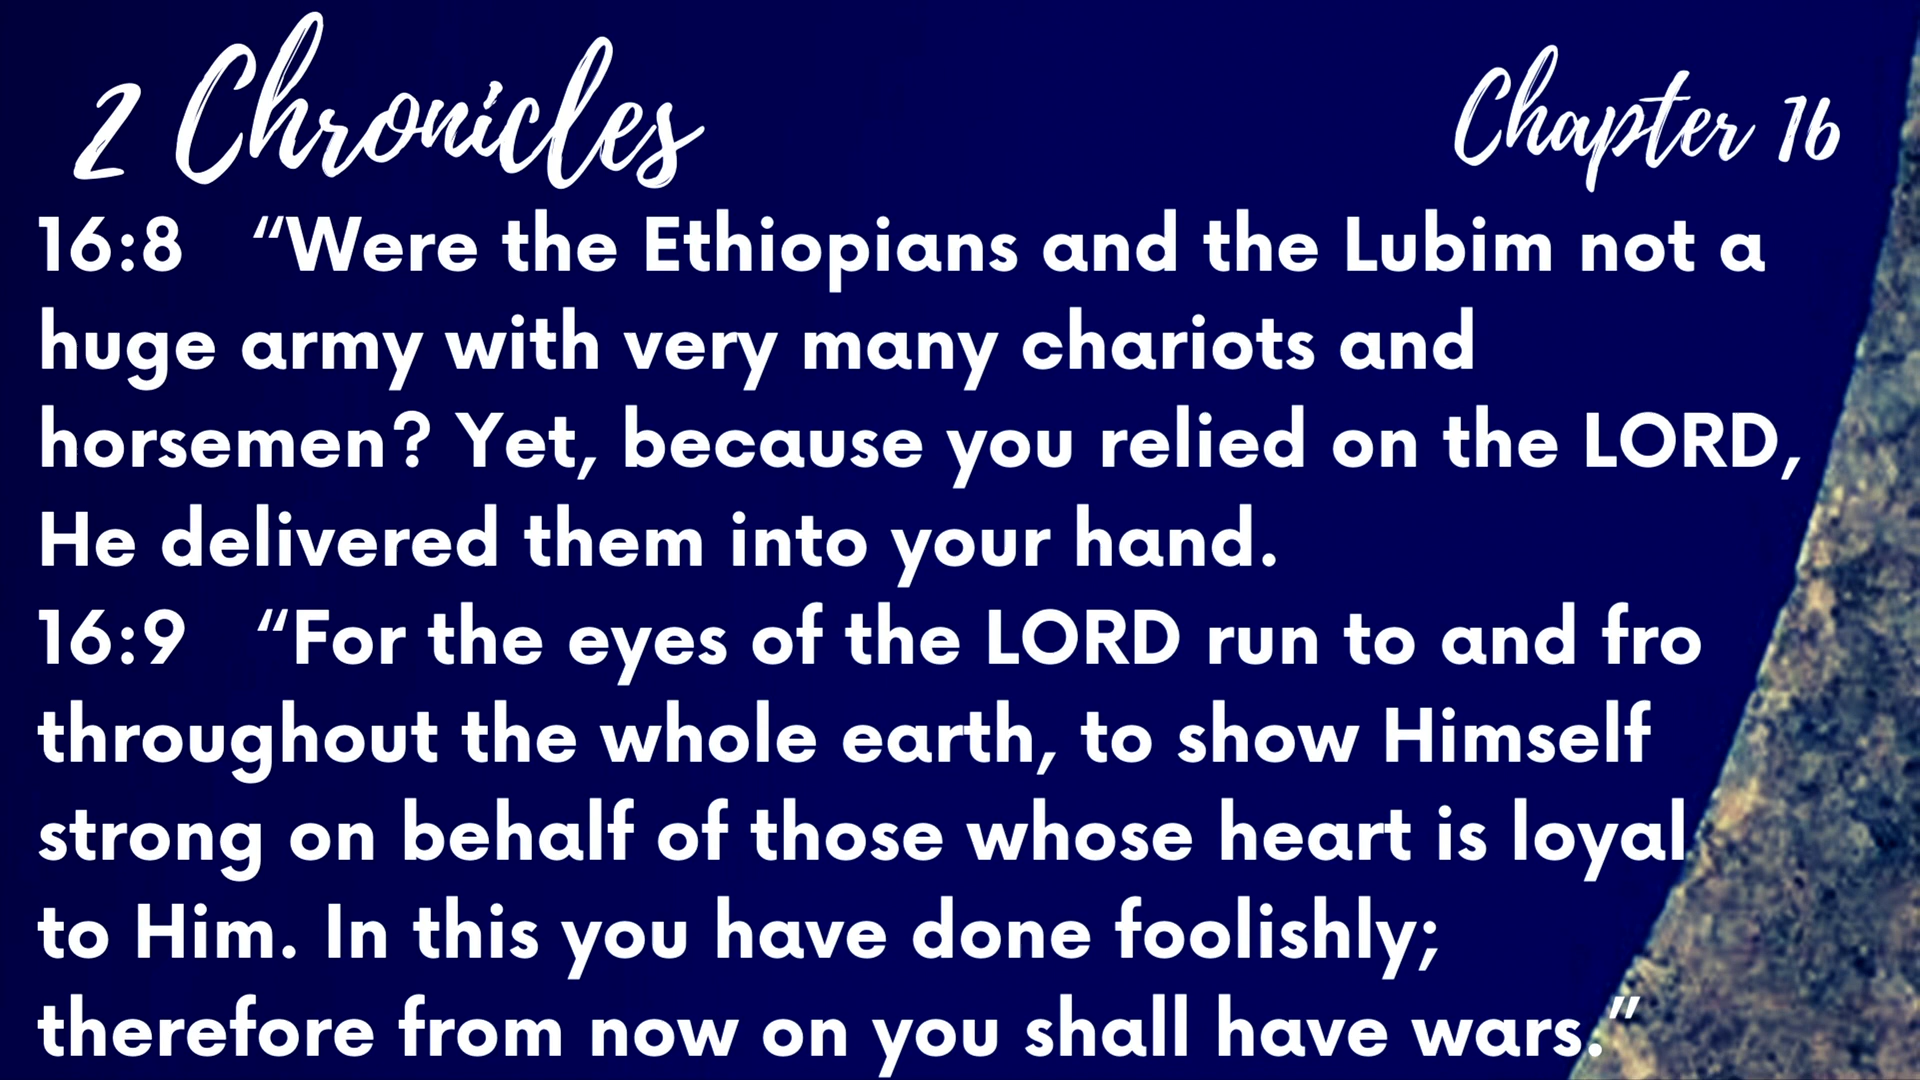 2 Chronicles
Chapter 16
16:8 “Were the Ethiopians and the Lubim not a
huge army with very many chariots and
horsemen? Yet, because you relied on the LORD,
He delivered them into your hand.
16:9 “For the eyes of the LORD run to and fro
throughout the whole earth, to show Himself
strong on behalf of those whose heart is loyal
to Him. In this you have done foolishly;
therefore from now on you shall have wars.”